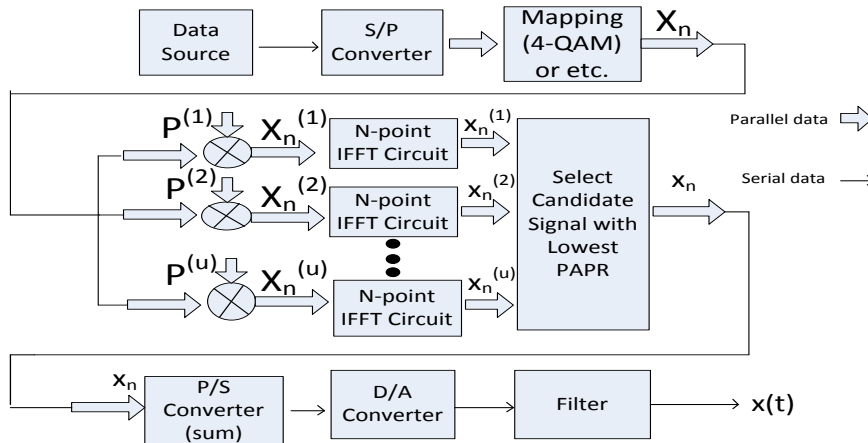 Data
Source
S/P
Converter
Mapping
(4-QAM)
or etc.
Xn
P(1)
Xn(1)
N-point
IFFT Circuit
xn(1)
P(2)
Xn(2)
N-point
IFFT Circuit
xn(2)
P(u)
Xn(u)
N-point
IFFT Circuit
xn(u)
Select
Candidate
Signal with
Lowest
PAPR
xn
Parallel data
Serial data
xn
P/S
Converter
(sum)
D/A
Converter
Filter
x(t)